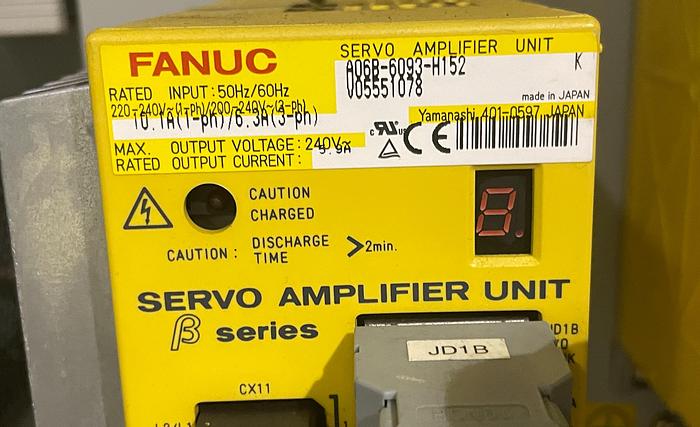 FANUC
SERVO AMPLIFIER UNIT
A06B-6093-H152 K
V05551078
RATED INPUT: 50Hz/60Hz
220-240V~(1-ph)/200-240V~(3-ph)
10.1A(1-ph)/6.3A(3-ph)
made in JAPAN
Yamanashi 401-0597 JAPAN
MAX. OUTPUT VOLTAGE: 240V~
RATED OUTPUT CURRENT:
CE
CAUTION
CHARGED
8.
CAUTION: DISCHARGE
TIME >2min.
SERVO AMPLIFIER UNIT
β series
JD1B
JD1B
CX11